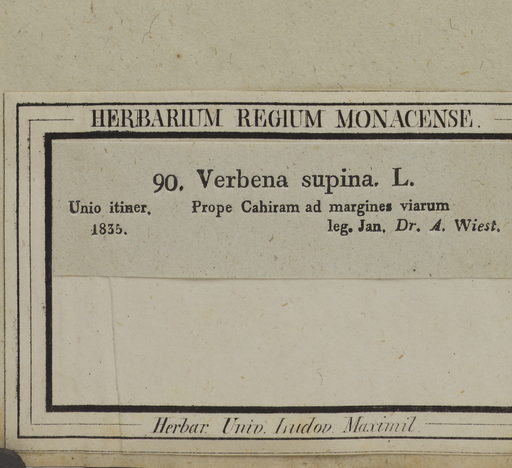 HERBARIUM REGIUM MONACENSE.
90. Verbena supina. L.
Unio itiner. Prope Cahiram ad margines viarum
1835. leg. Jan. Dr. A. Wiest.
Herbar. Univ. Ludov. Maximil.